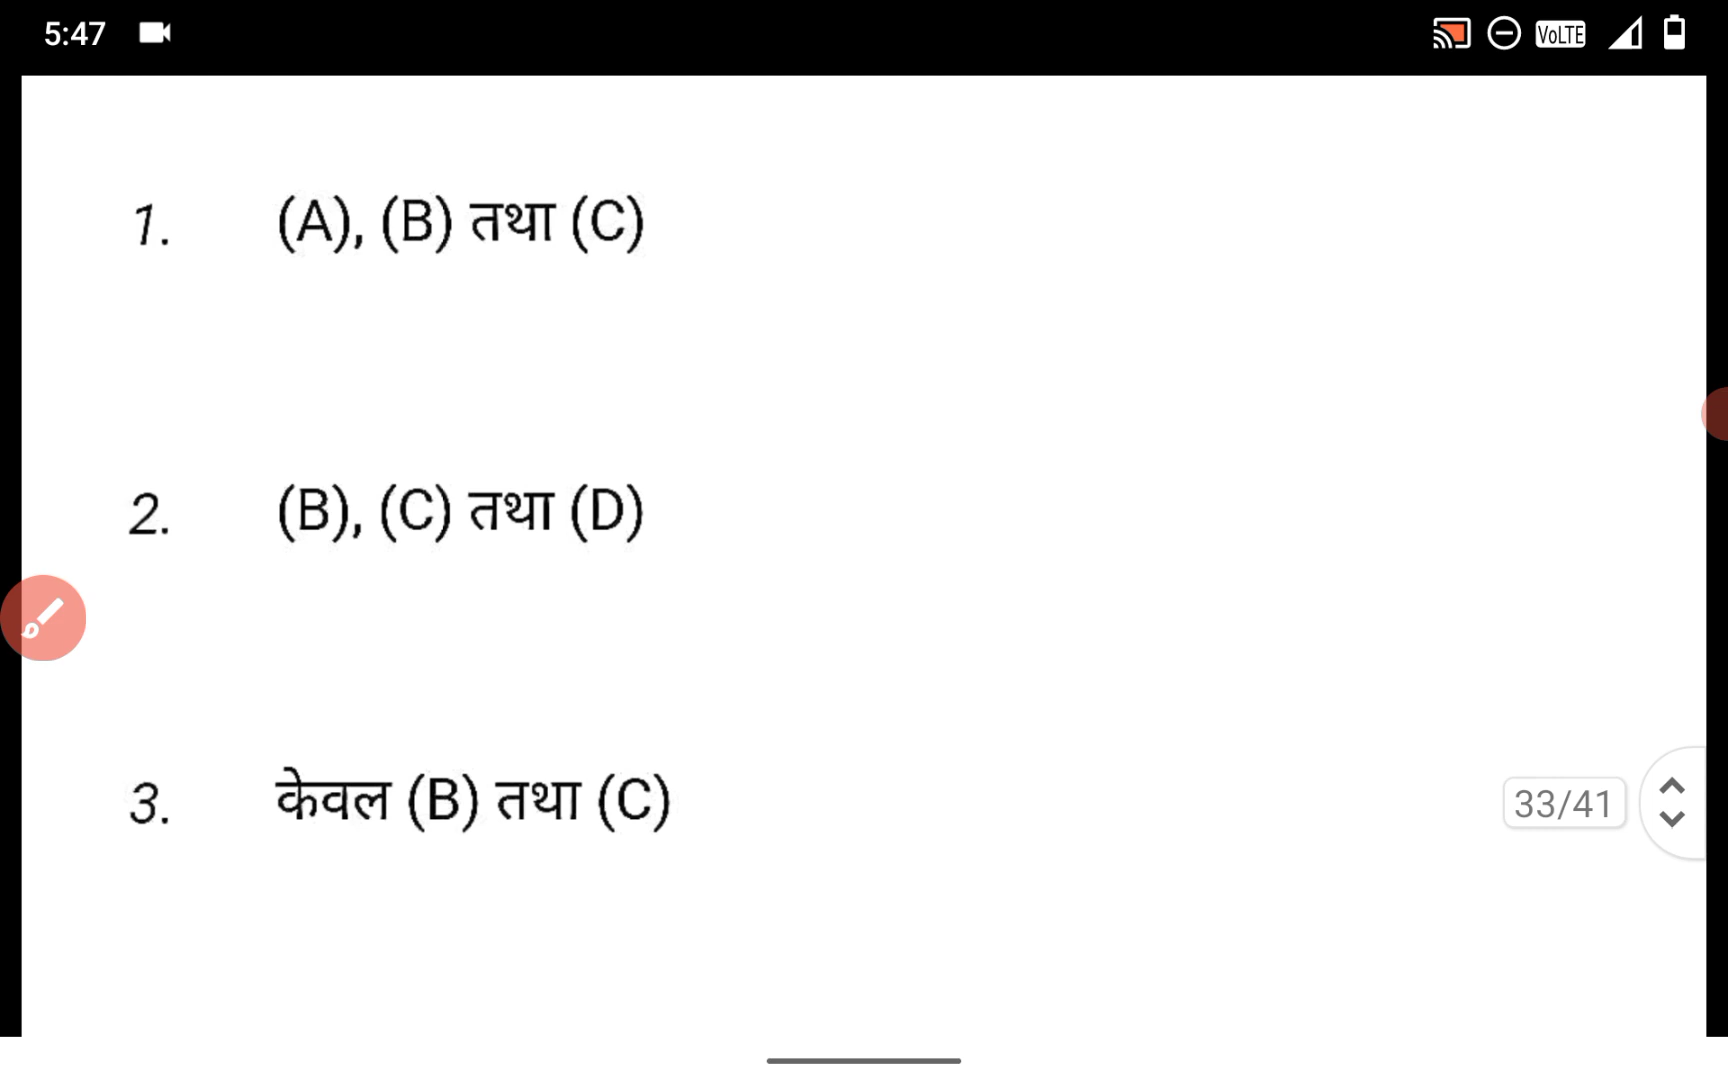 5:47
VoLTE
1. (A), (B) तथा (C)
2. (B), (C) तथा (D)
3. केवल (B) तथा (C)
33/41